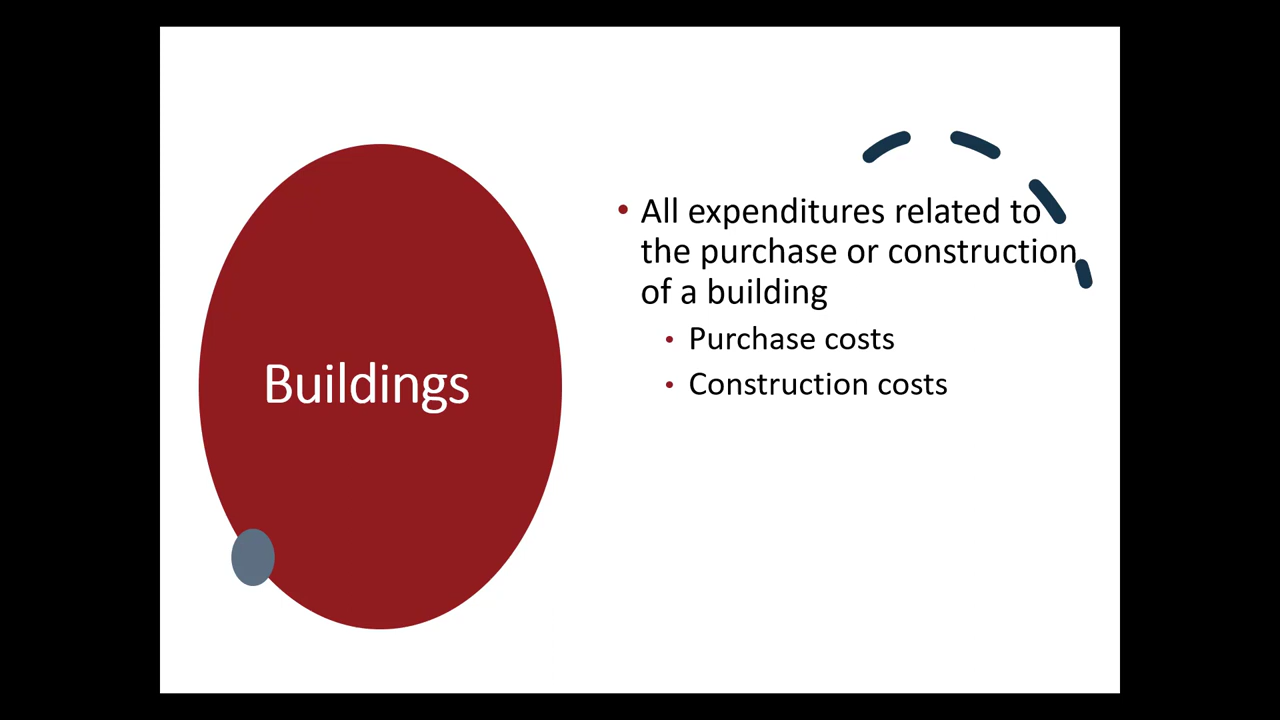 Buildings
• All expenditures related to
the purchase or construction
of a building
• Purchase costs
• Construction costs